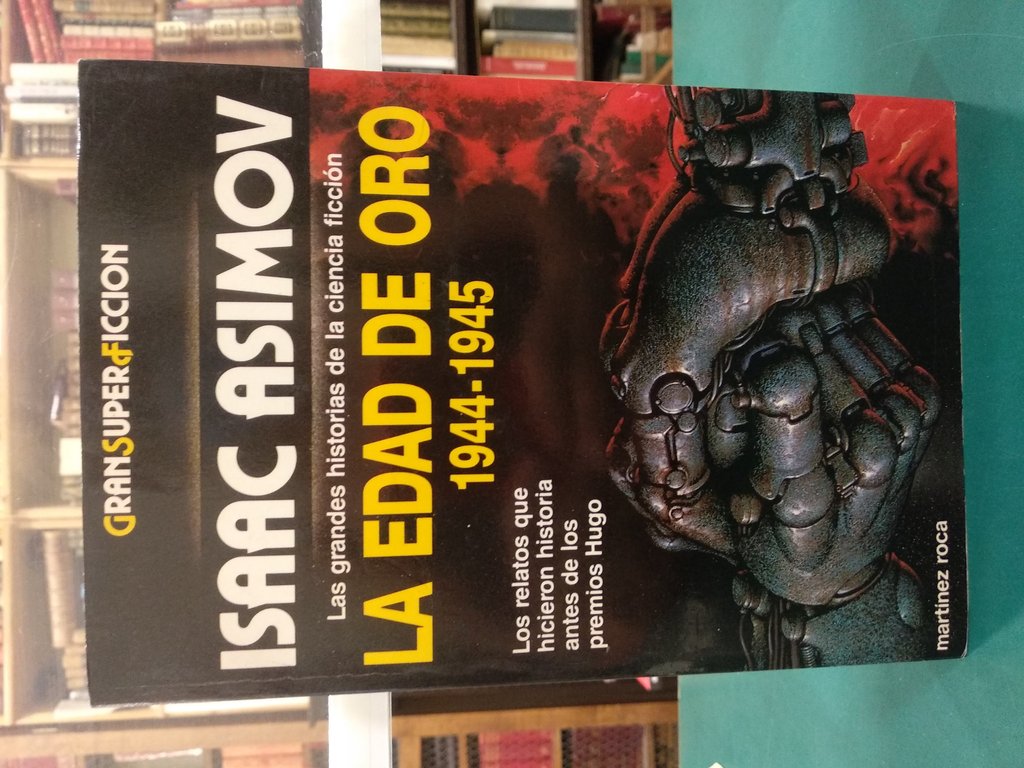 GRANSUPERFICCION
ISAAC ASIMOV
Las grandes historias de la ciencia ficción
LA EDAD DE ORO
1944-1945
Los relatos que
hicieron historia
antes de los
premios Hugo
martinez roca